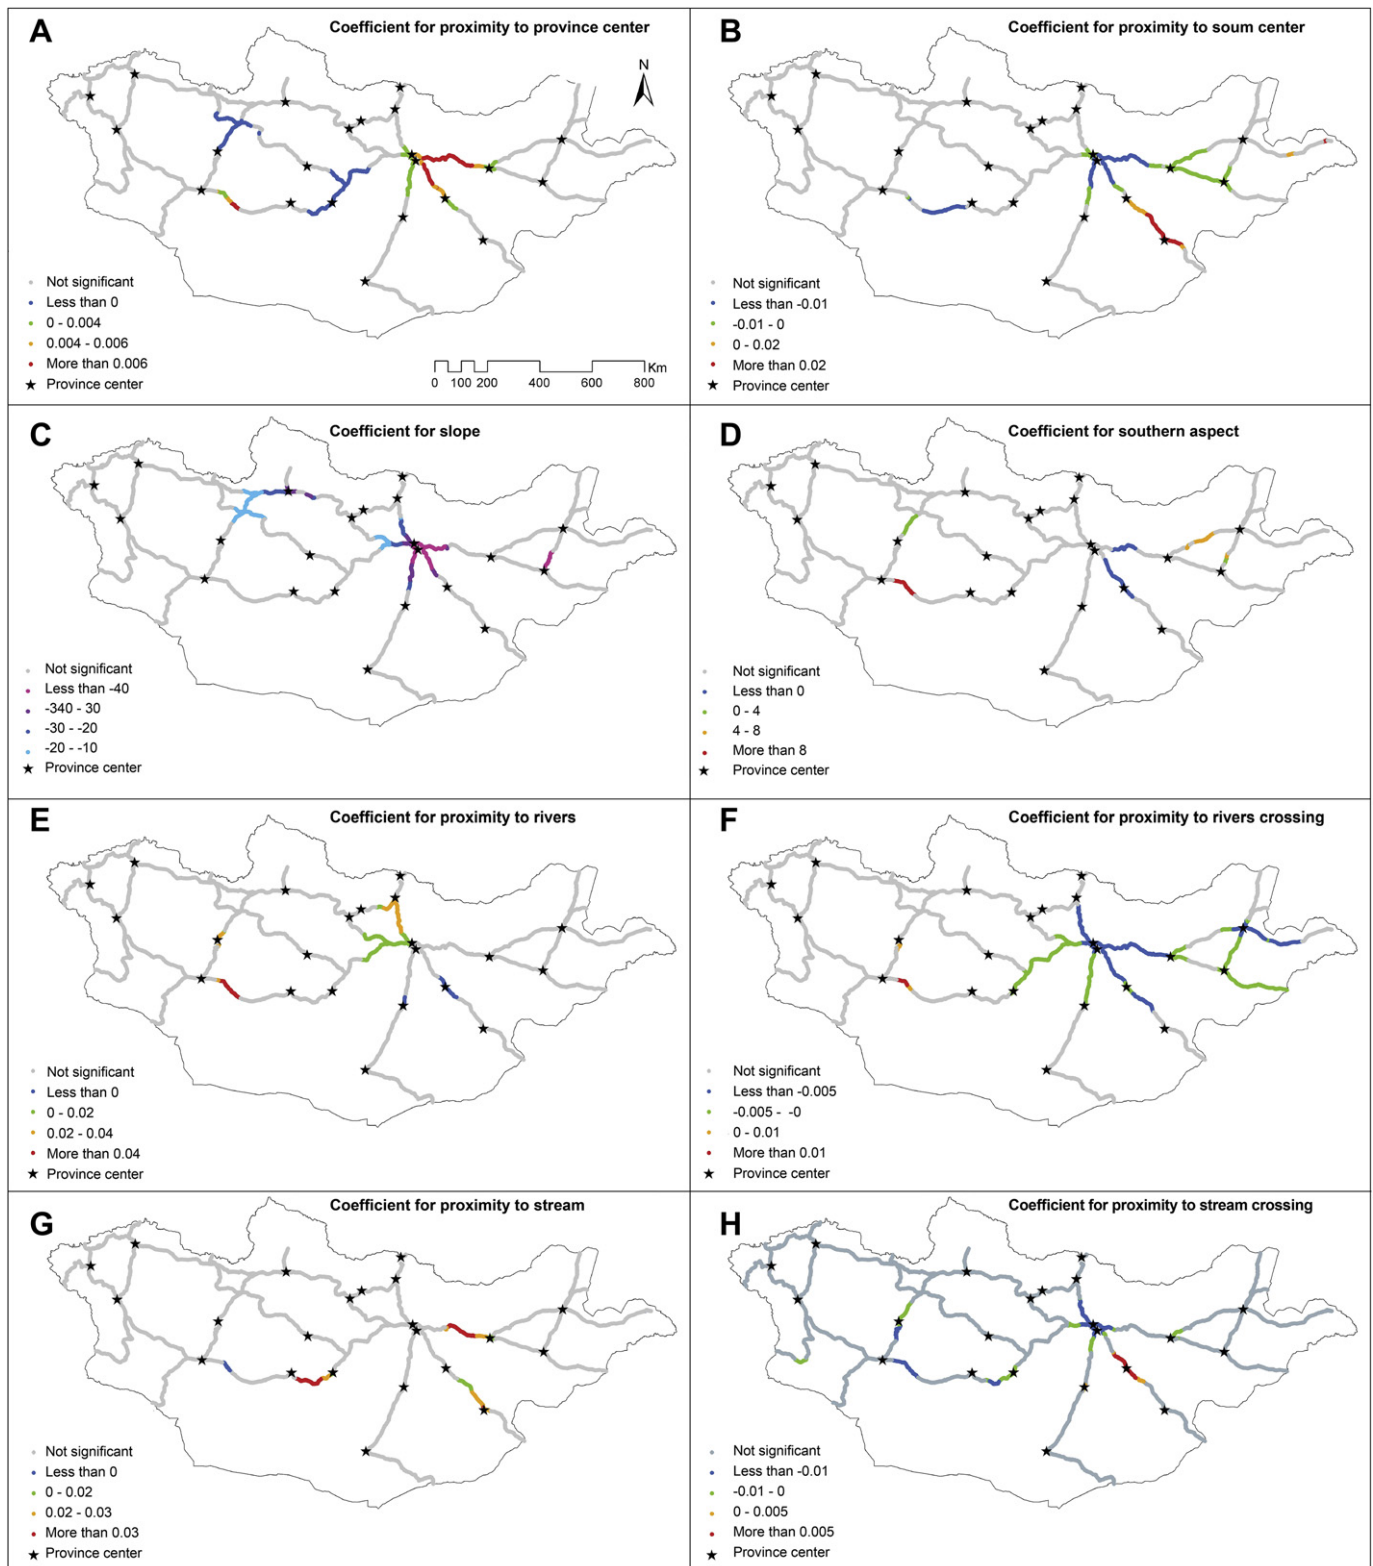 A
Coefficient for proximity to province center
N
Not significant
Less than 0
0 - 0.004
0.004 - 0.006
More than 0.006
Province center
Km
0 100 200 400 600 800
B
Coefficient for proximity to soum center
Not significant
Less than -0.01
-0.01 - 0
0 - 0.02
More than 0.02
Province center
C
Coefficient for slope
Not significant
Less than -40
-340 - 30
-30 - -20
-20 - -10
Province center
D
Coefficient for southern aspect
Not significant
Less than 0
0 - 4
4 - 8
More than 8
Province center
E
Coefficient for proximity to rivers
Not significant
Less than 0
0 - 0.02
0.02 - 0.04
More than 0.04
Province center
F
Coefficient for proximity to rivers crossing
Not significant
Less than -0.005
-0.005 - -0
0 - 0.01
More than 0.01
Province center
G
Coefficient for proximity to stream
Not significant
Less than 0
0 - 0.02
0.02 - 0.03
More than 0.03
Province center
H
Coefficient for proximity to stream crossing
Not significant
Less than -0.01
-0.01 - 0
0 - 0.005
More than 0.005
Province center